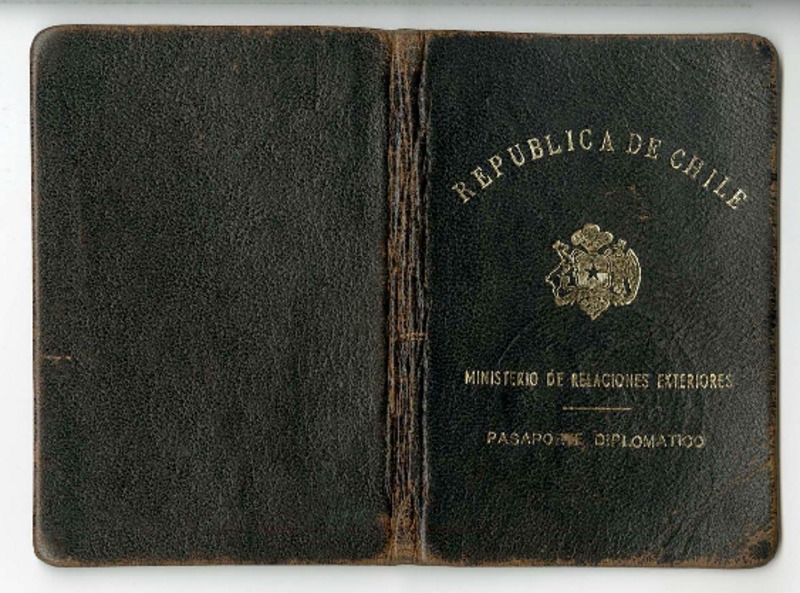 REPUBLICA DE CHILE
MINISTERIO DE RELACIONES EXTERIORES
PASAPORTE DIPLOMATICO